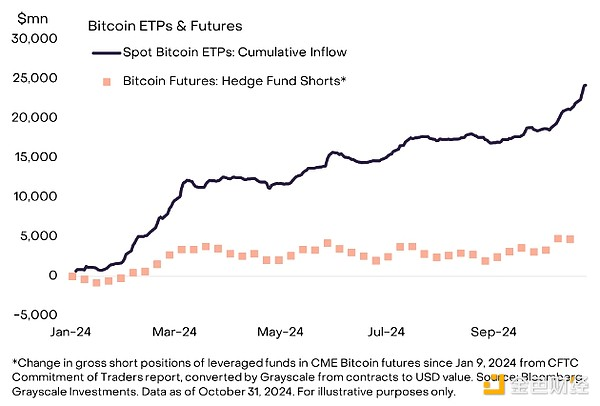 $mn
Bitcoin ETPs & Futures
30,000
Spot Bitcoin ETPs: Cumulative Inflow
25,000
Bitcoin Futures: Hedge Fund Shorts*
20,000
15,000
10,000
5,000
0
-5,000
Jan-24 Mar-24 May-24 Jul-24 Sep-24
*Change in gross short positions of leveraged funds in CME Bitcoin futures since Jan 9, 2024 from CFTC
Commitment of Traders report, converted by Grayscale from contracts to USD value. Source: Bloomberg,
Grayscale Investments. Data as of October 31, 2024. For illustrative purposes only.
金色财经